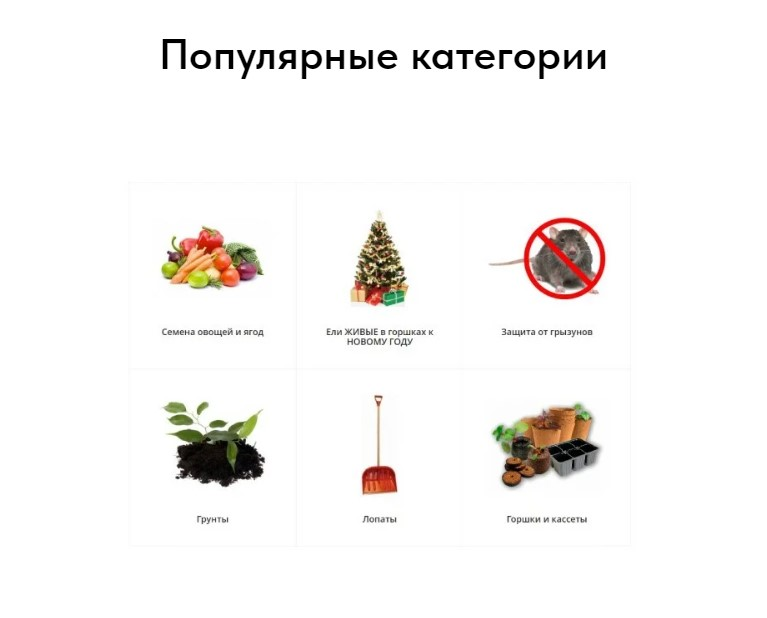 Популярные категории
Семена овощей и ягод
Ели ЖИВЫЕ в горшках к
НОВОМУ ГОДУ
Защита от грызунов
Грунты
Лопаты
Горшки и кассеты